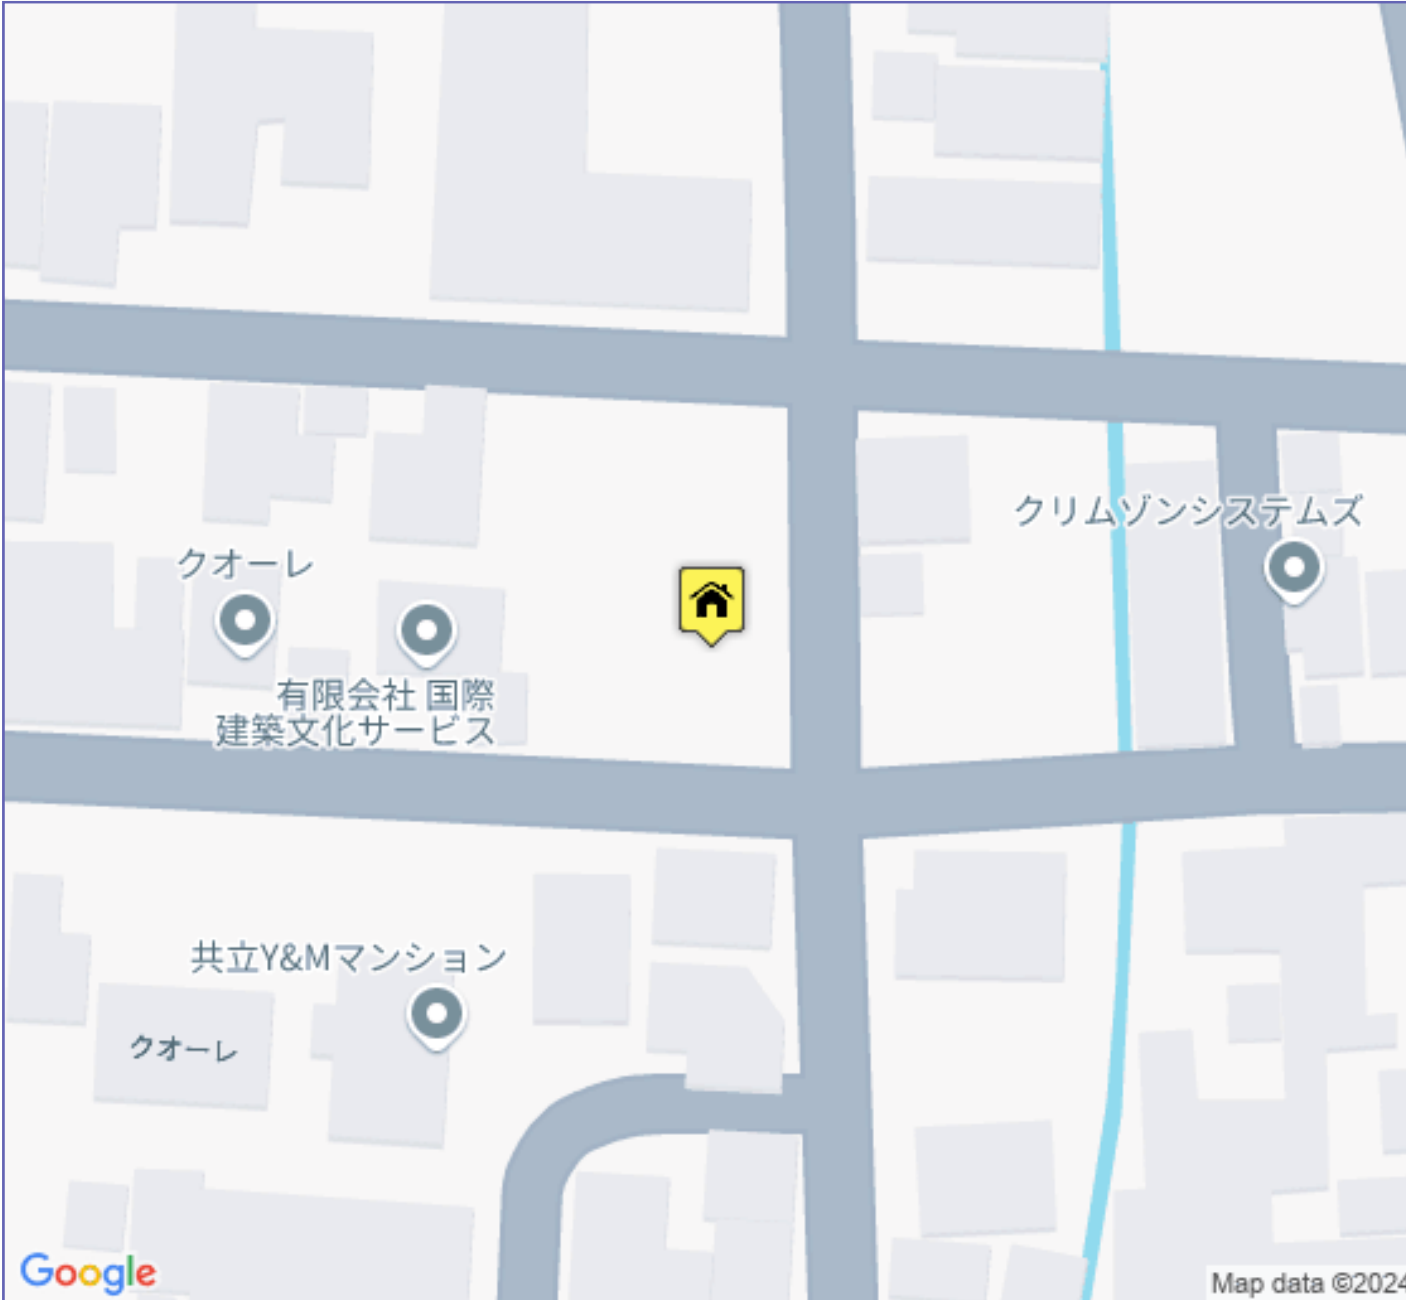 クリムゾンシステムズ
クオーレ
有限会社 国際
建築文化サービス
共立Y&Mマンション
クオーレ
Google
Map data ©2024